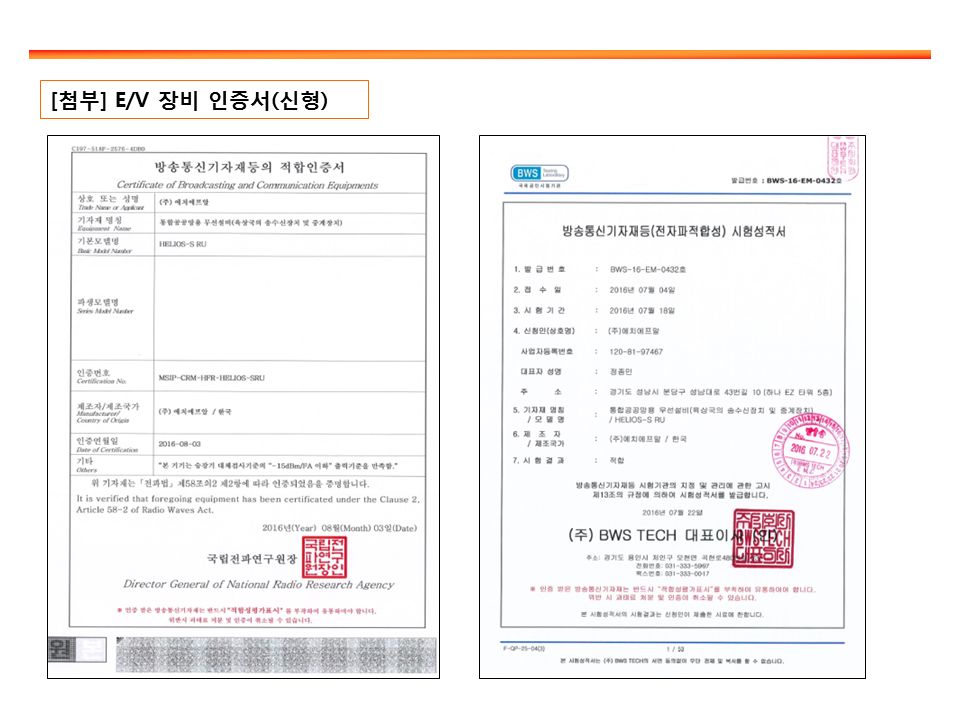 [첨부] E/V 장비 인증서(신형)
방송통신기자재등의 적합인증서
Certificate of Broadcasting and Communication Equipments
상호 또는 성명
Trade Name or Applicant
(주) 에치에프알
기자재 명칭
Equipment Name
통합공공망용 무선설비(육상국의 송수신장치 및 중계장치)
기본모델명
Basic Model Number
HELIOS-S RU
파생모델명
Series Model Number
인증번호
Certification No.
MSIP-CRM-HFR-HELIOS-SRU
제조자/제조국가
Manufacturer/
Country of Origin
(주) 에치에프알 / 한국
인증연월일
Date of Certification
2016-08-03
기타
Others
"본 기기는 승강기 대체검사기준의 "-15dBm/FA 이하" 출력기준을 만족함."
위 기자재는 「전파법」 제58조의2 제2항에 따라 인증되었음을 증명합니다.
It is verified that foregoing equipment has been certificated under the Clause 2,
Article 58-2 of Radio Waves Act.
2016년(Year) 08월(Month) 03일(Date)
국립전파연구원장
국립전파연구원장인
Director General of National Radio Research Agency
※ 인증 받은 방송통신기자재는 반드시 "적합성평가표시" 를 부착하여 유통하여야 합니다.
위반시 과태료 처분 및 인증이 취소될 수 있습니다.
원본
BWS Testing Laboratory
국제공인시험기관
발급번호 : BWS-16-EM-0432호
방송통신기자재등(전자파적합성) 시험성적서
1. 발 급 번 호 : BWS-16-EM-0432호
2. 접 수 일 : 2016년 07월 04일
3. 시 험 기 간 : 2016년 07월 18일
4. 신청인(상호명) : (주)에치에프알
사업자등록번호 : 120-81-97467
대표자 성명 : 정종민
주 소 : 경기도 성남시 분당구 성남대로 43번길 10 (하나 EZ 타워 5층)
5. 기자재 명칭 / 모 델 명 : 통합공공망용 무선설비(육상국의 송수신장치 및 중계장치) / HELIOS-S RU
6. 제 조 자 / 제조국가 : (주)에치에프알 / 한국
7. 시 험 결 과 : 적합
2016. 07. 22
방송통신기자재등 시험기관의 지정 및 관리에 관한 고시
제13조의 규정에 의하여 시험성적서를 발급합니다.
2016년 07월 22일
(주) BWS TECH 대표이사
주소: 경기도 용인시 처인구 모현면 곡현로
전화번호: 031-333-5997
팩스번호: 031-333-0017
※ 인증 받은 방송통신기자재는 반드시 "적합성평가표시"를 부착하여 유통하여야 합니다.
위반 시 과태료 처분 및 인증이 취소될 수 있습니다.
본 시험성적서의 시험결과는 신청인이 제출한 시료에 한합니다.
F-QP-25-04(3)
1 / 33
본 시험성적서는 (주) BWS TECH의 서면 동의없이 무단 전재 및 복사를 할 수 없습니다.